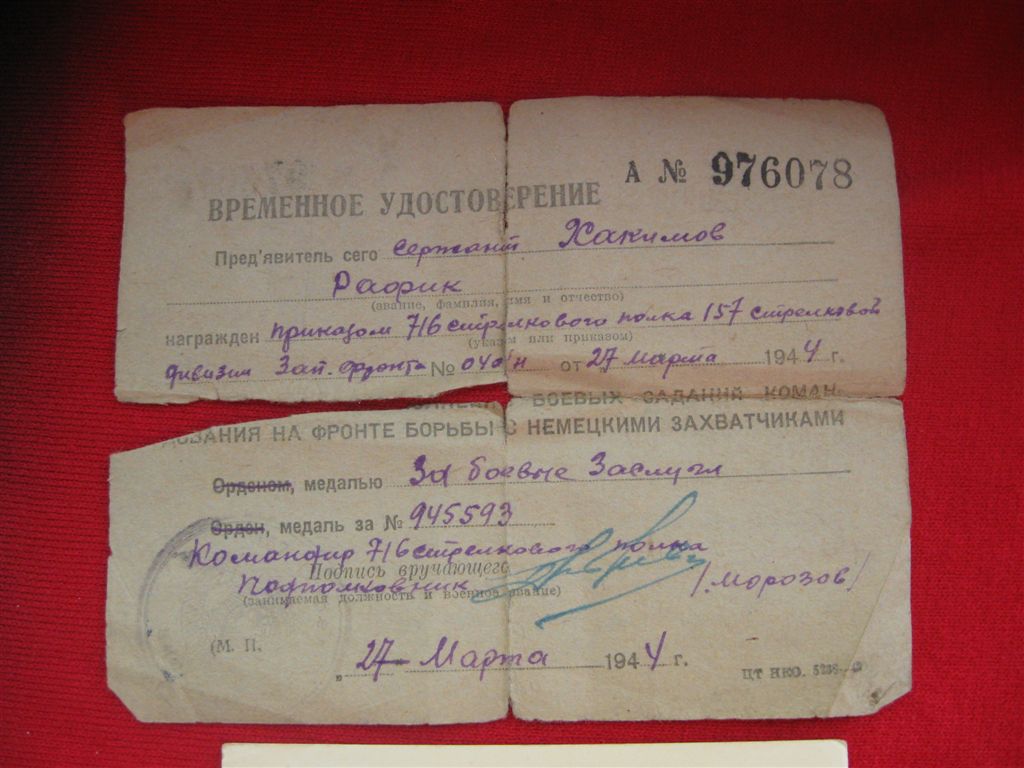 А № 976078
ВРЕМЕННОЕ УДОСТОВЕРЕНИЕ
Пред'явитель сего сержант Хакимов
Рафик
(звание, фамилия, имя и отчество)
награжден приказом 716 стрелкового полка 157 стрелковой
(указом или приказом)
дивизии Зап. фронта № 040/н от 27 марта 1944 г.
БОЕВЫХ ЗАДАНИЙ КОМАН-
ДОВАНИЯ НА ФРОНТЕ БОРЬБЫ С НЕМЕЦКИМИ ЗАХВАТЧИКАМИ
Орденом, медалью За боевые Заслуги
Орден, медаль за № 945593
Командир 716 стрелкового полка
Подпись вручающего
Подполковник /Морозов/
(занимаемая должность и военное звание)
(М. П.
„27 Марта 1944 г.
ЦТ НКО.